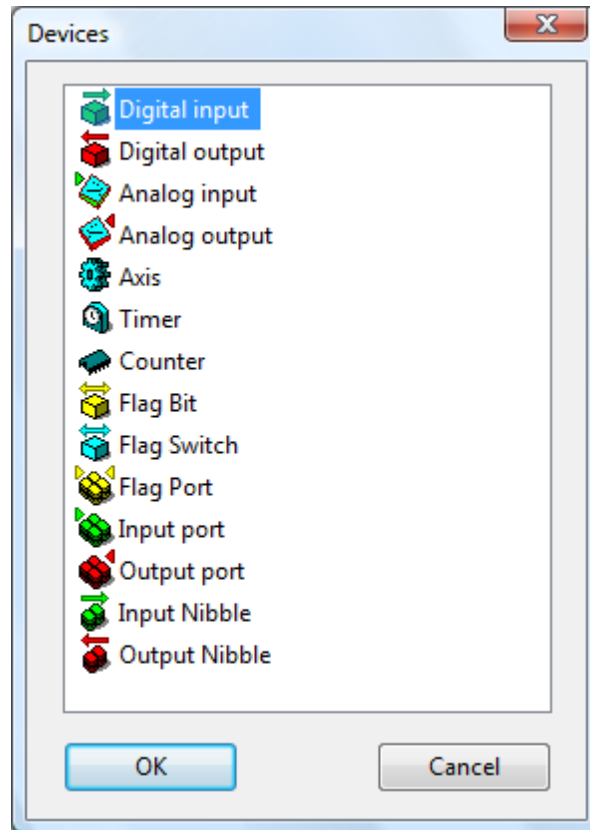 Devices
Digital input
Digital output
Analog input
Analog output
Axis
Timer
Counter
Flag Bit
Flag Switch
Flag Port
Input port
Output port
Input Nibble
Output Nibble
OK
Cancel